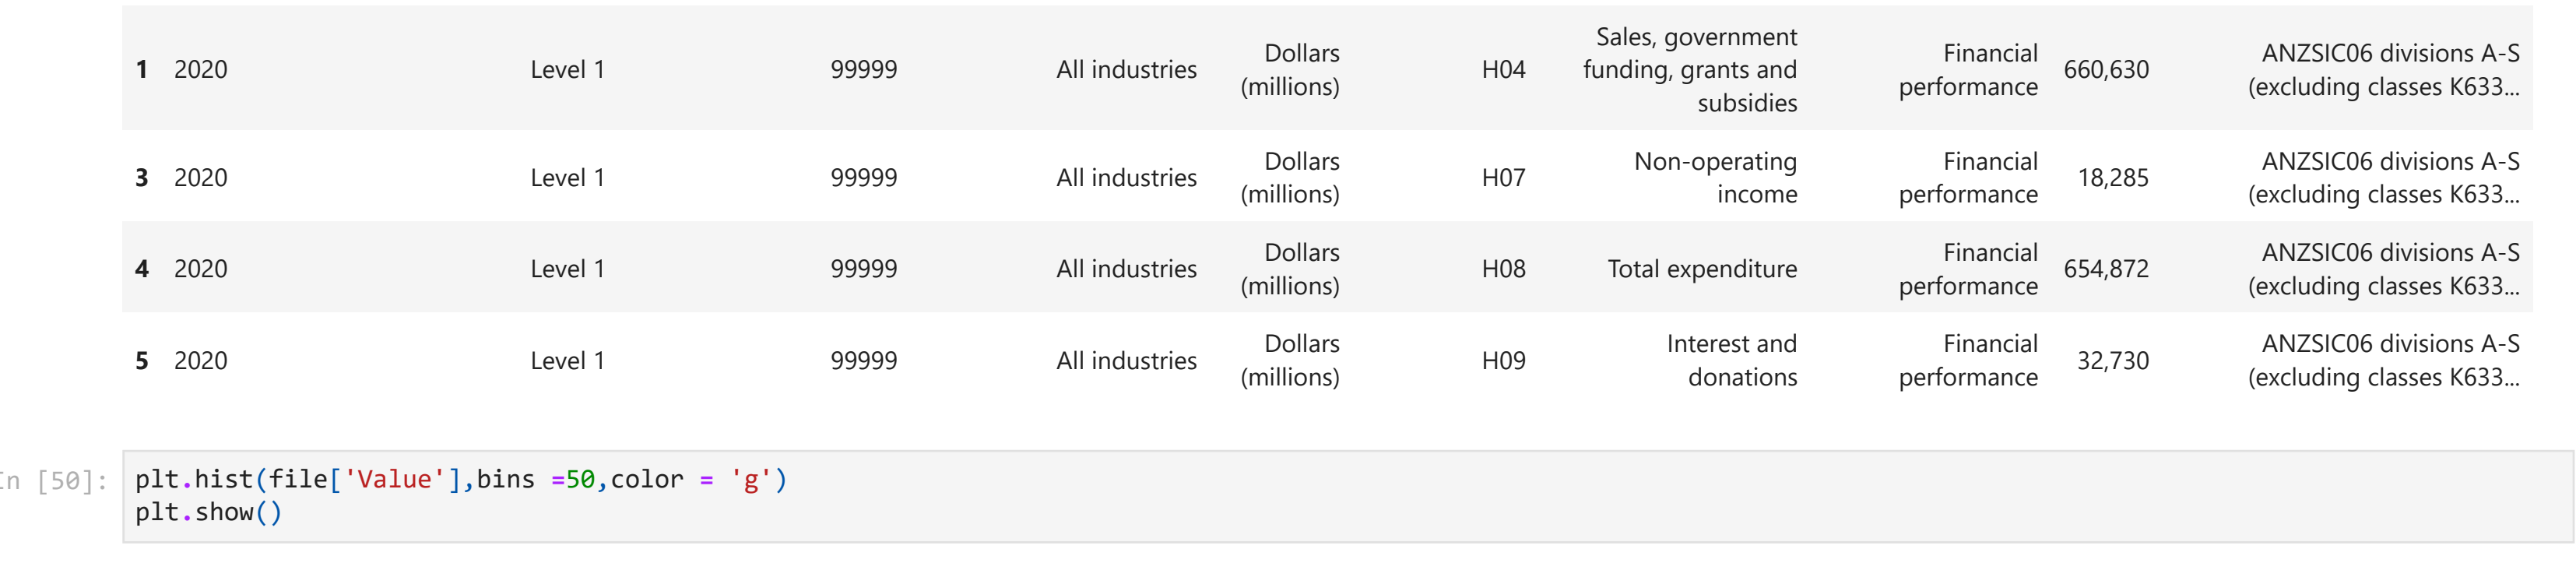 Sales, government
1 2020 Level 1 99999 All industries Dollars (millions) H04 funding, grants and subsidies Financial performance 660,630 ANZSIC06 divisions A-S (excluding classes K633...
3 2020 Level 1 99999 All industries Dollars (millions) H07 Non-operating income Financial performance 18,285 ANZSIC06 divisions A-S (excluding classes K633...
4 2020 Level 1 99999 All industries Dollars (millions) H08 Total expenditure Financial performance 654,872 ANZSIC06 divisions A-S (excluding classes K633...
5 2020 Level 1 99999 All industries Dollars (millions) H09 Interest and donations Financial performance 32,730 ANZSIC06 divisions A-S (excluding classes K633...
In [50]: plt.hist(file['Value'],bins =50,color = 'g')
plt.show()